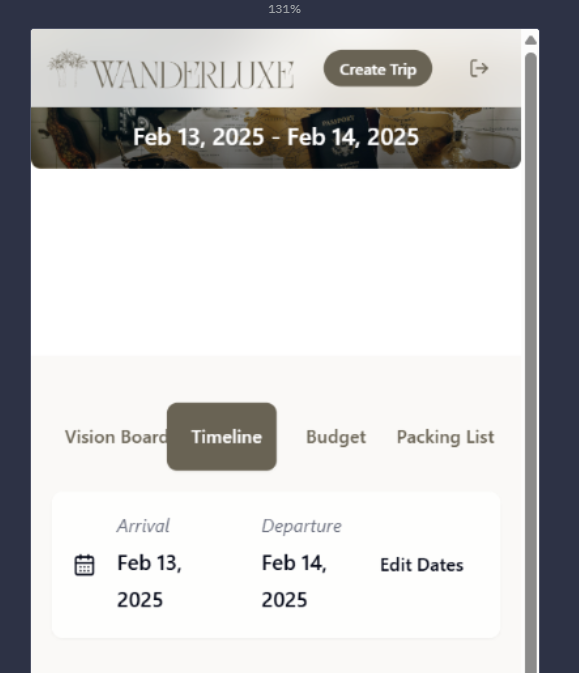 131%
WANDERLUXE
Create Trip
Feb 13, 2025 - Feb 14, 2025
PASSPORT
Vision Board
Timeline
Budget
Packing List
Arrival
Departure
Feb 13,
2025
Feb 14,
2025
Edit Dates